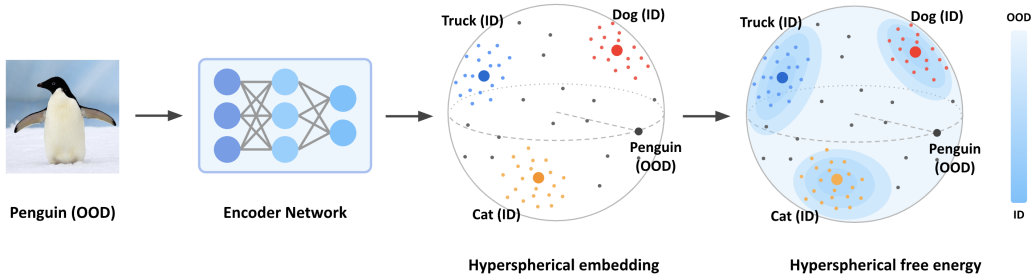 Truck (ID)
Dog (ID)
Penguin
(OOD)
Cat (ID)
Truck (ID)
Dog (ID)
Penguin
(OOD)
Cat (ID)
OOD
ID
Penguin (OOD)
Encoder Network
Hyperspherical embedding
Hyperspherical free energy